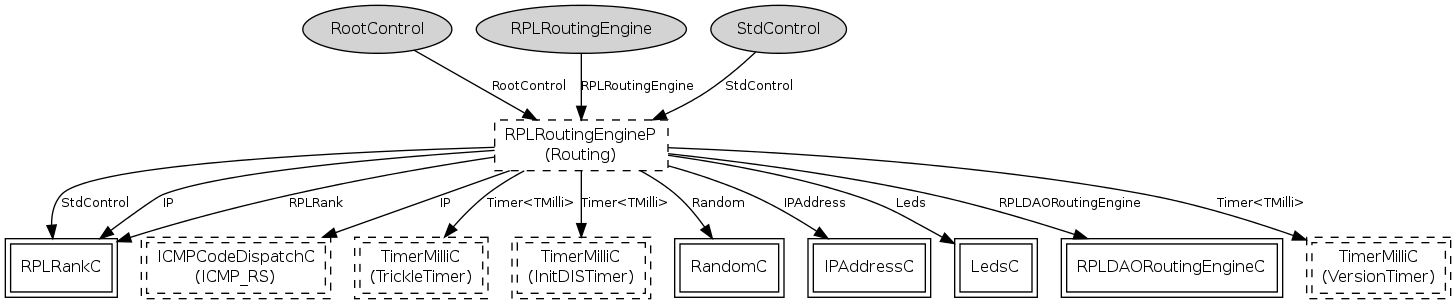 RootControl
RPLRoutingEngine
StdControl
RootControl
RPLRoutingEngine
StdControl
RPLRoutingEngineP
(Routing)
StdControl
IP
RPLRank
IP
Timer<TMilli>
Timer<TMilli>
Random
IPAddress
Leds
RPLDAORoutingEngine
Timer<TMilli>
RPLRankC
ICMPCodeDispatchC
(ICMP_RS)
TimerMilliC
(TrickleTimer)
TimerMilliC
(InitDISTimer)
RandomC
IPAddressC
LedsC
RPLDAORoutingEngineC
TimerMilliC
(VersionTimer)